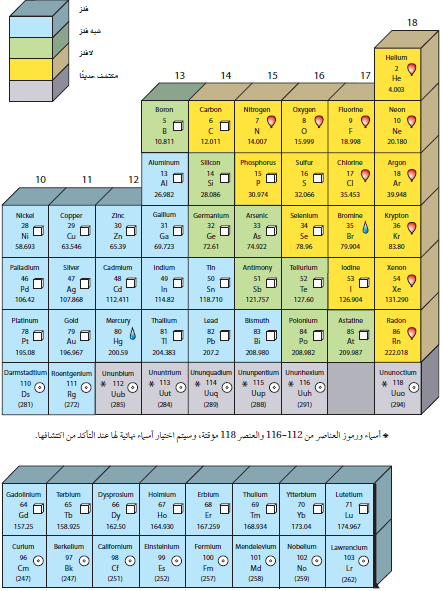 فلز
شبه فلز
لافلز
مكتشف حديثًا
18
Helium
2
He
4.003
13 14 15 16 17
Boron Carbon Nitrogen Oxygen Fluorine Neon
5 6 7 8 9 10
B C N O F Ne
10.811 12.011 14.007 15.999 18.998 20.180
Aluminum Silicon Phosphorus Sulfur Chlorine Argon
13 14 15 16 17 18
Al Si P S Cl Ar
26.982 28.086 30.974 32.066 35.453 39.948
10 11 12
Nickel Copper Zinc Gallium Germanium Arsenic Selenium Bromine Krypton
28 29 30 31 32 33 34 35 36
Ni Cu Zn Ga Ge As Se Br Kr
58.693 63.546 65.39 69.723 72.61 74.922 78.96 79.904 83.80
Palladium Silver Cadmium Indium Tin Antimony Tellurium Iodine Xenon
46 47 48 49 50 51 52 53 54
Pd Ag Cd In Sn Sb Te I Xe
106.42 107.868 112.411 114.82 118.710 121.757 127.60 126.904 131.290
Platinum Gold Mercury Thallium Lead Bismuth Polonium Astatine Radon
78 79 80 81 82 83 84 85 86
Pt Au Hg Tl Pb Bi Po At Rn
195.08 196.967 200.59 204.383 207.2 208.980 208.982 209.987 222.018
Darmstadtium Roentgenium Ununbium Ununtrium Ununquadium Ununpentium Ununhexium Ununoctium
110 111 * 112 * 113 * 114 * 115 * 116 * 118
Ds Rg Uub Uut Uuq Uup Uuh Uuo
(281) (272) (285) (284) (289) (288) (291) (294)
* أسماء ورموز العناصر من 112–116 والعنصر 118 مؤقتة، وسيتم اختيار أسماء نهائية لها عند التأكد من اكتشافها.
Gadolinium Terbium Dysprosium Holmium Erbium Thulium Ytterbium Lutetium
64 65 66 67 68 69 70 71
Gd Tb Dy Ho Er Tm Yb Lu
157.25 158.925 162.50 164.930 167.259 168.934 173.04 174.967
Curium Berkelium Californium Einsteinium Fermium Mendelevium Nobelium Lawrencium
96 97 98 99 100 101 102 103
Cm Bk Cf Es Fm Md No Lr
(247) (247) (251) (252) (257) (258) (259) (262)